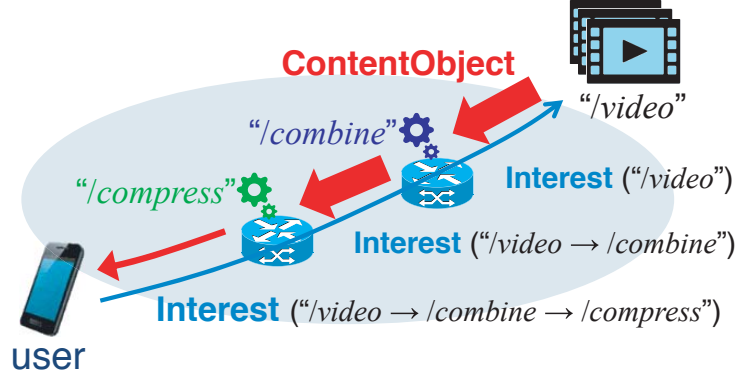 ContentObject
“/video”
“/combine”
“/compress”
Interest (“/video”)
Interest (“/video → /combine”)
Interest (“/video → /combine → /compress”)
user